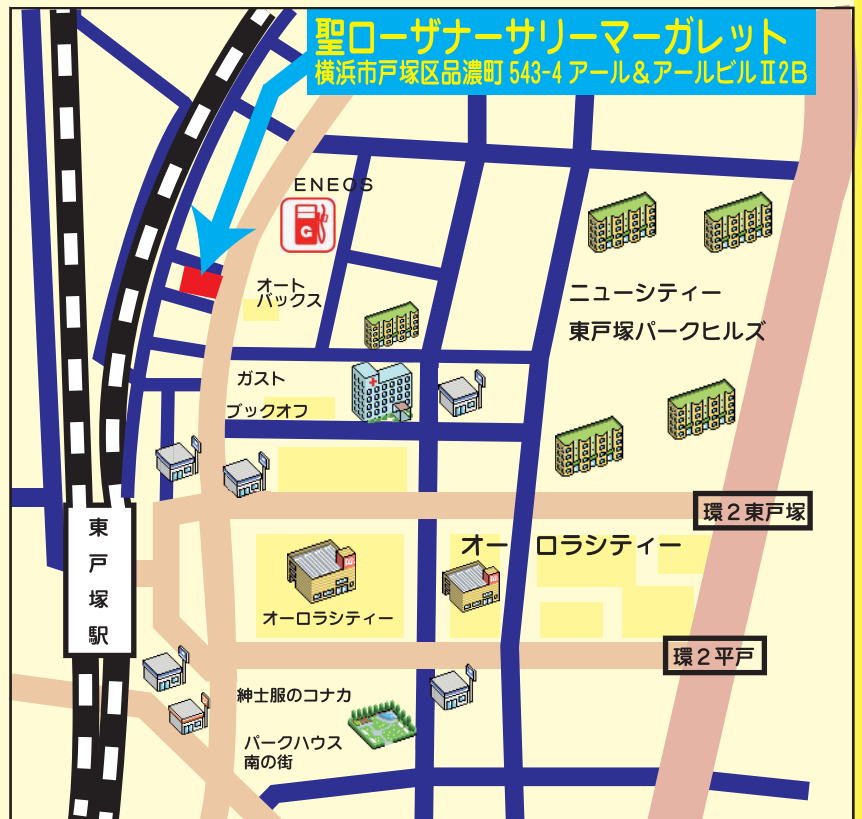 聖ローザナーサリーマーガレット
横浜市戸塚区品濃町 543-4 アール＆アールビルⅡ2B
ENEOS
G
オート
バックス
ニューシティー
東戸塚パークヒルズ
ガスト
ブックオフ
環２東戸塚
東戸塚駅
オーロラシティー
オーロラシティー
環２平戸
紳士服のコナカ
パークハウス
南の街